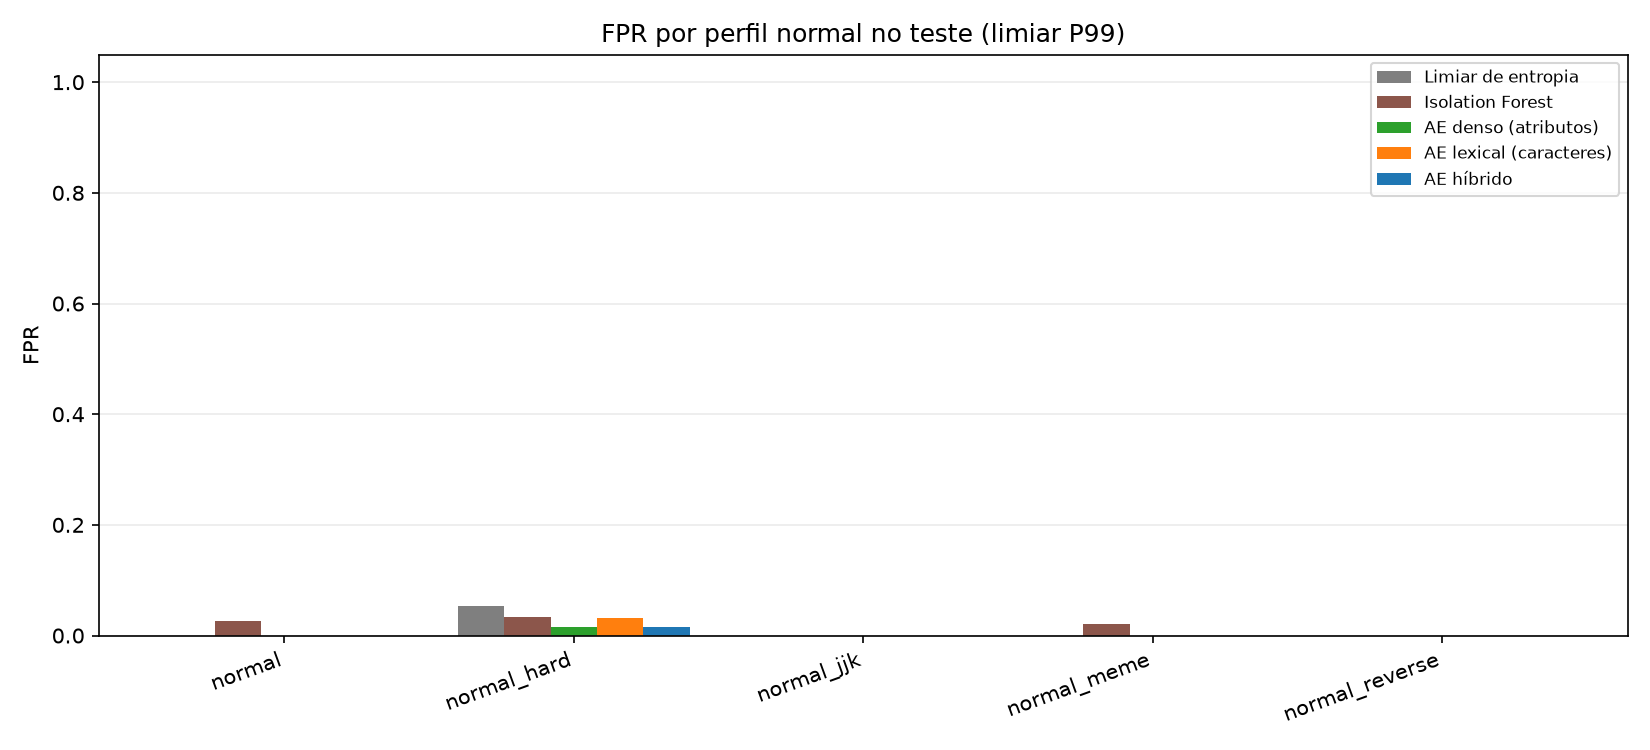 FPR por perfil normal no teste (limiar P99)
Limiar de entropia
Isolation Forest
AE denso (atributos)
AE lexical (caracteres)
AE híbrido
FPR
1.0
0.8
0.6
0.4
0.2
0.0
normal
normal_hard
normal_jjk
normal_meme
normal_reverse